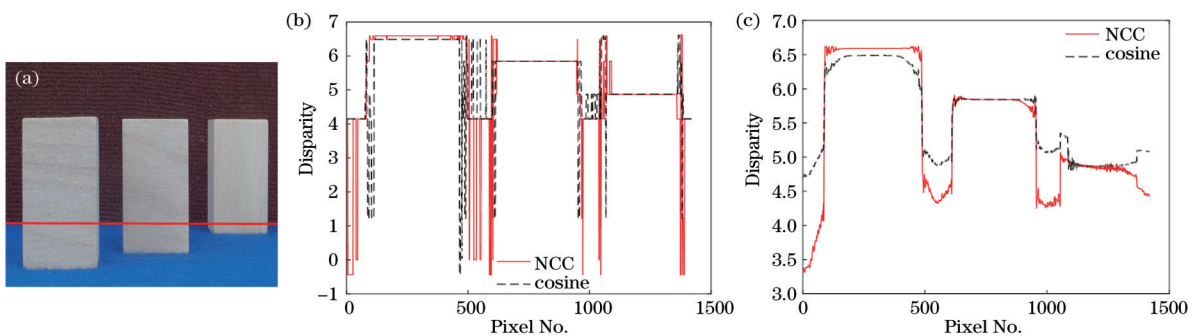 (a)
(b)
7
6
5
4
3
2
1
0
−1
Disparity
NCC
cosine
0
500
1000
1500
Pixel No.
(c)
7.0
6.5
6.0
5.5
5.0
4.5
4.0
3.5
3.0
Disparity
NCC
cosine
0
500
1000
1500
Pixel No.